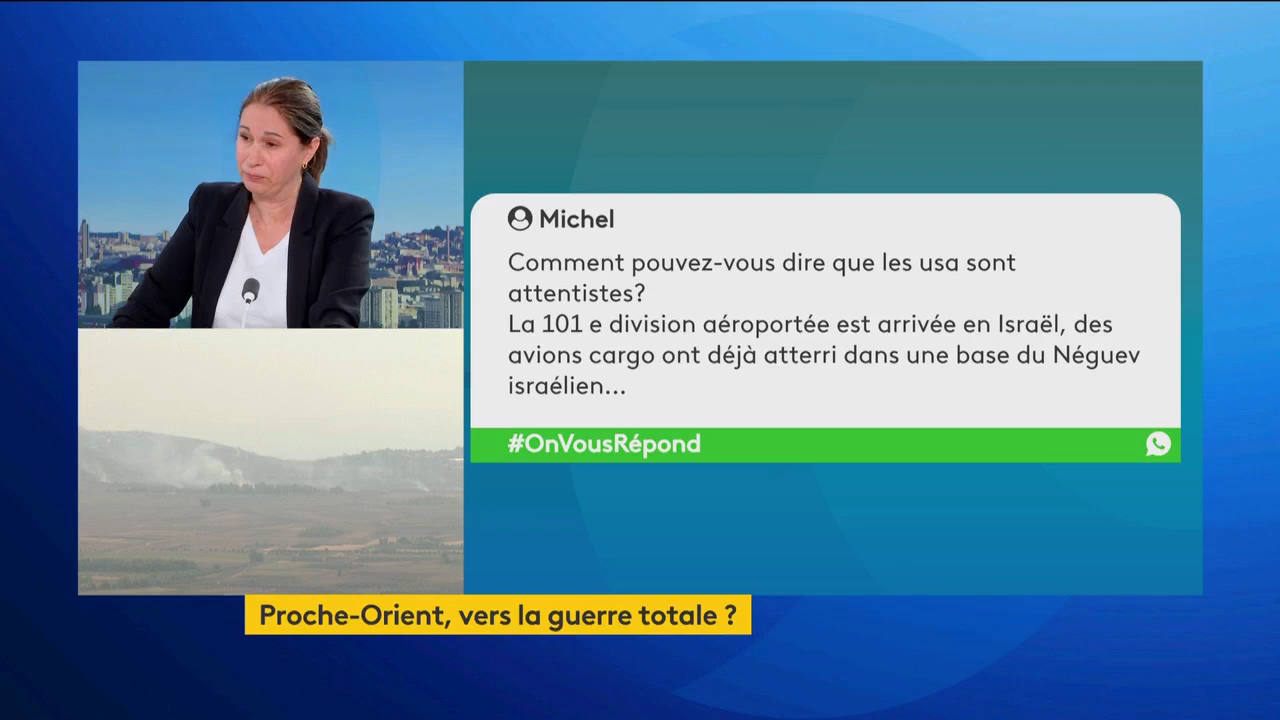 Michel
Comment pouvez-vous dire que les usa sont
attentistes?
La 101 e division aéroportée est arrivée en Israël, des
avions cargo ont déjà atterri dans une base du Néguev
israélien...
#OnVousRépond
Proche-Orient, vers la guerre totale ?